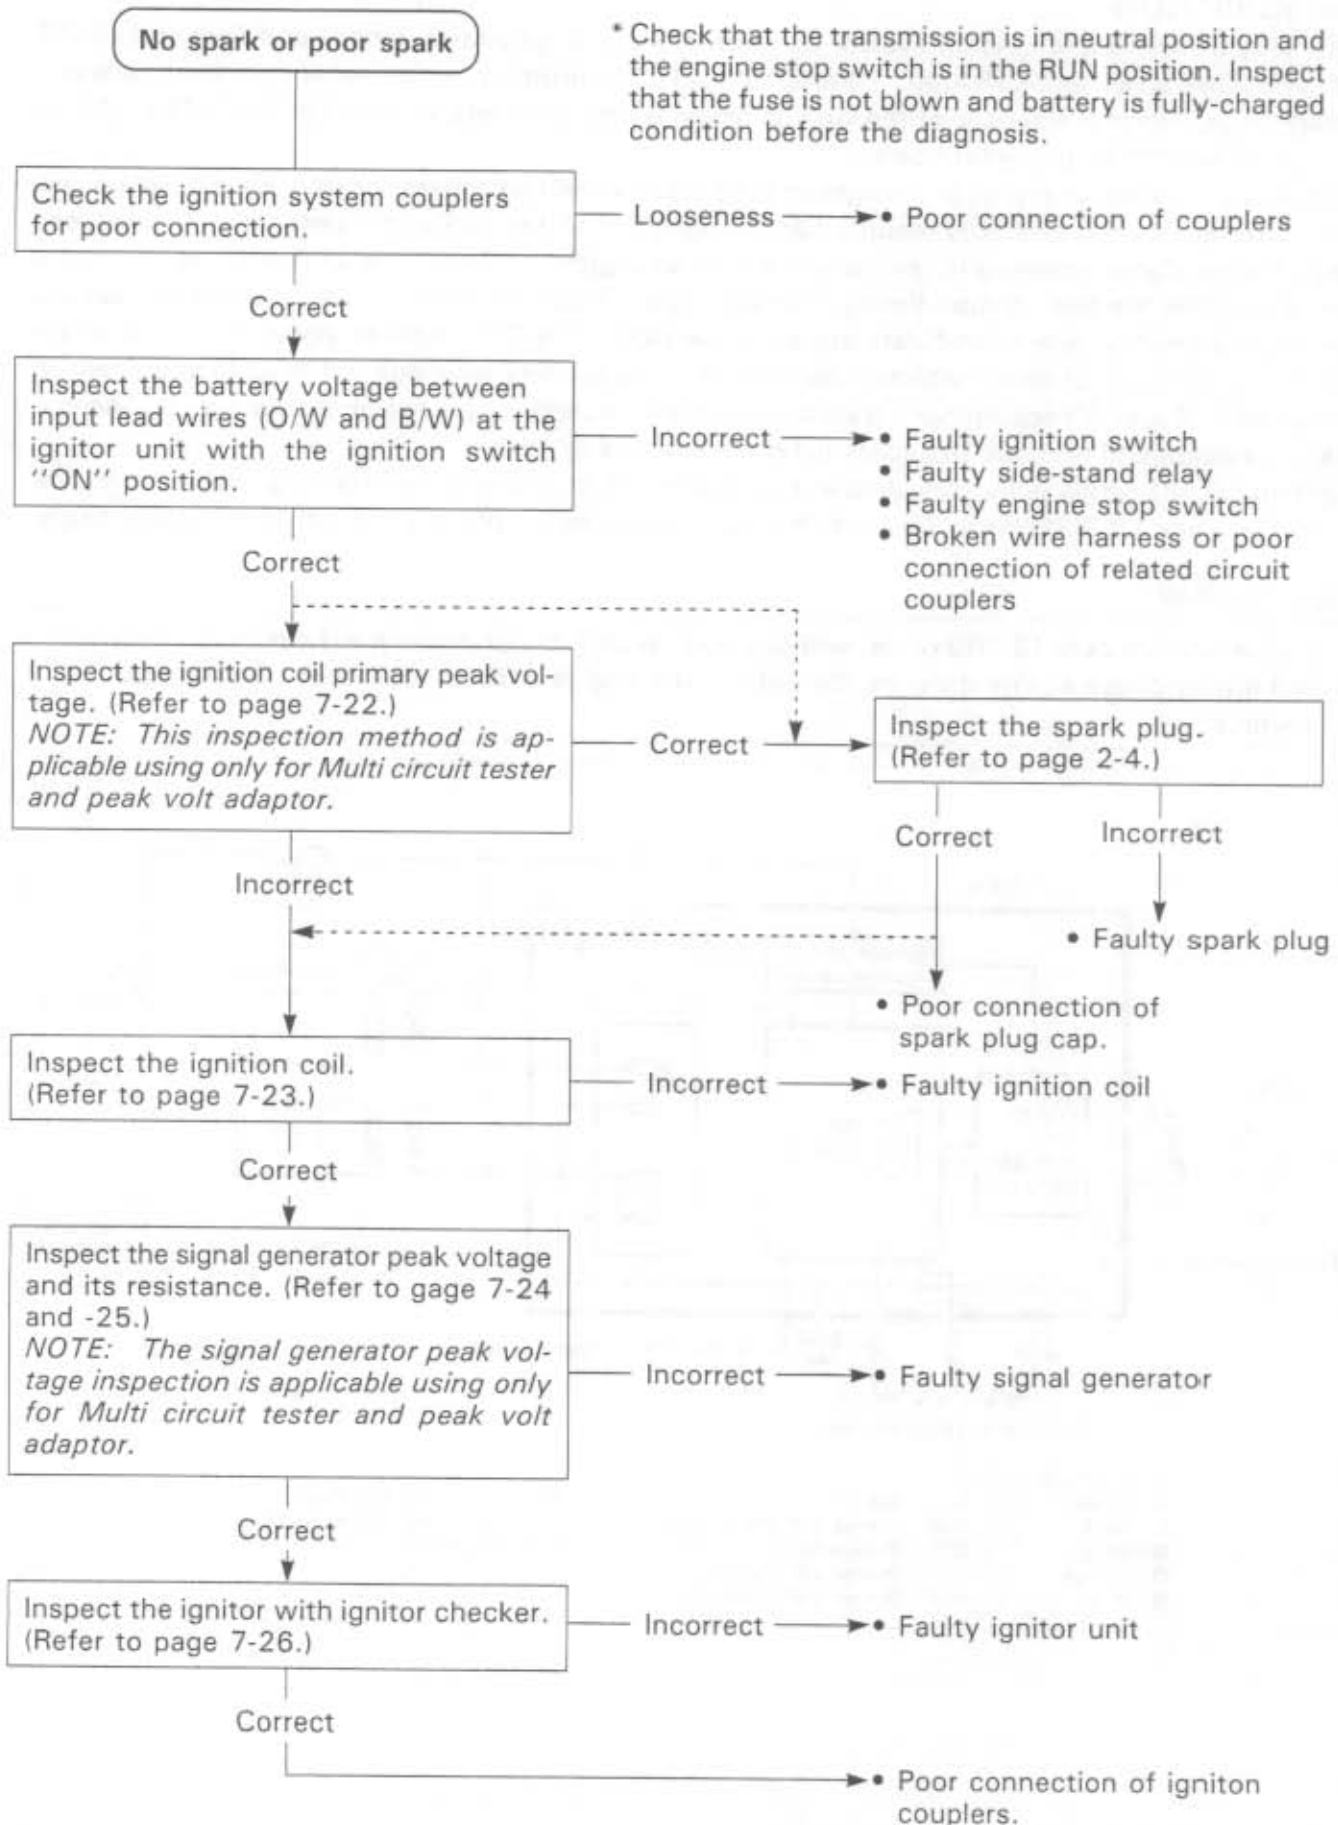 No spark or poor spark
* Check that the transmission is in neutral position and
the engine stop switch is in the RUN position. Inspect
that the fuse is not blown and battery is fully-charged
condition before the diagnosis.
Check the ignition system couplers
for poor connection.
Looseness
• Poor connection of couplers
Correct
Inspect the battery voltage between
input lead wires (O/W and B/W) at the
ignitor unit with the ignition switch
"ON" position.
Incorrect
• Faulty ignition switch
• Faulty side-stand relay
• Faulty engine stop switch
• Broken wire harness or poor
connection of related circuit
couplers
Correct
Inspect the ignition coil primary peak vol-
tage. (Refer to page 7-22.)
NOTE: This inspection method is ap-
plicable using only for Multi circuit tester
and peak volt adaptor.
Correct
Inspect the spark plug.
(Refer to page 2-4.)
Correct
Incorrect
Incorrect
• Faulty spark plug
• Poor connection of
spark plug cap.
Inspect the ignition coil.
(Refer to page 7-23.)
Incorrect
• Faulty ignition coil
Correct
Inspect the signal generator peak voltage
and its resistance. (Refer to gage 7-24
and -25.)
NOTE: The signal generator peak vol-
tage inspection is applicable using only
for Multi circuit tester and peak volt
adaptor.
Incorrect
• Faulty signal generator
Correct
Inspect the ignitor with ignitor checker.
(Refer to page 7-26.)
Incorrect
• Faulty ignitor unit
Correct
• Poor connection of igniton
couplers.